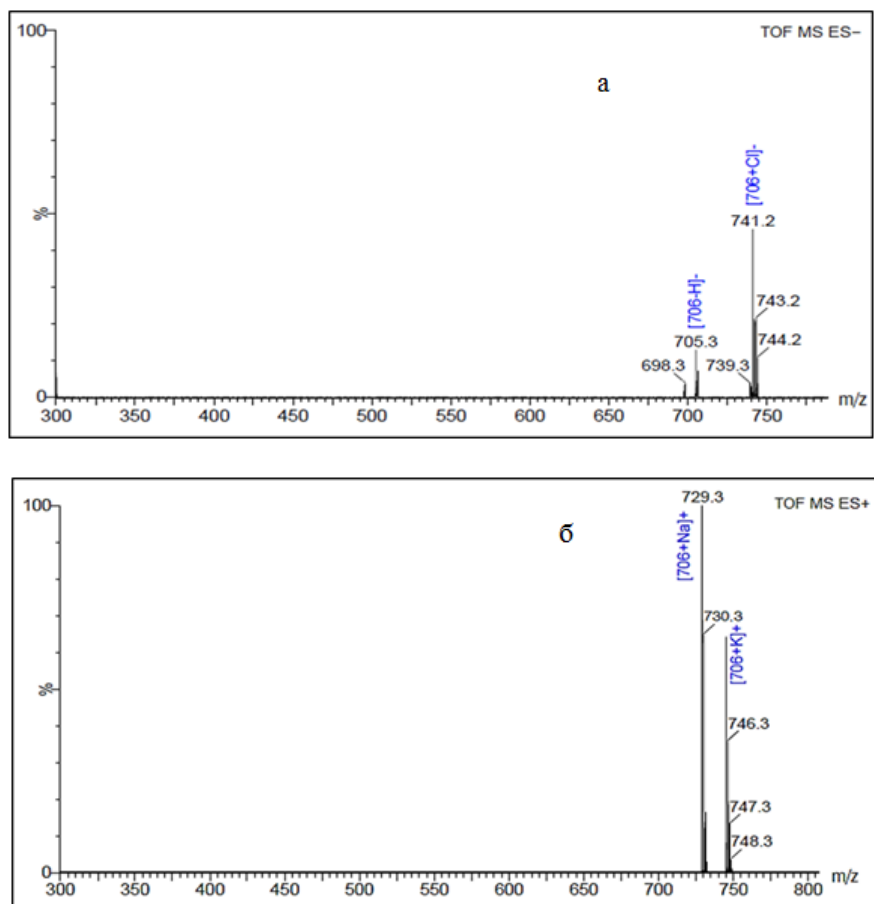 100
TOF MS ES−
а
[706+Cl]-
741.2
%
[706-H]-
743.2
705.3
744.2
698.3
739.3
0
300 350 400 450 500 550 600 650 700 750 m/z
100
729.3
TOF MS ES+
б
[706+Na]+
730.3
[706+K]+
%
746.3
747.3
748.3
0
300 350 400 450 500 550 600 650 700 750 800 m/z